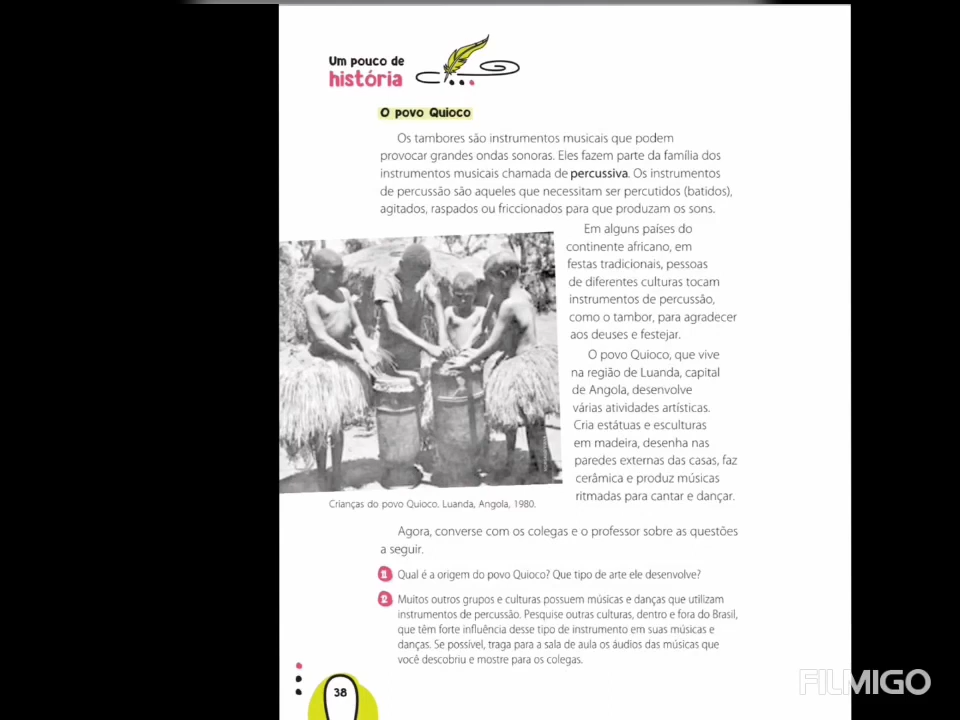 Um pouco de
história
O povo Quioco
Os tambores são instrumentos musicais que podem
provocar grandes ondas sonoras. Eles fazem parte da família dos
instrumentos musicais chamada de percussiva. Os instrumentos
de percussão são aqueles que necessitam ser percutidos (batidos),
agitados, raspados ou friccionados para que produzam os sons.
Em alguns países do
continente africano, em
festas tradicionais, pessoas
de diferentes culturas tocam
instrumentos de percussão,
como o tambor, para agradecer
aos deuses e festejar.
O povo Quioco, que vive
na região de Luanda, capital
de Angola, desenvolve
várias atividades artísticas.
Cria estátuas e esculturas
em madeira, desenha nas
paredes externas das casas, faz
cerâmica e produz músicas
ritmadas para cantar e dançar.
Crianças do povo Quioco. Luanda, Angola, 1980.
Agora, converse com os colegas e o professor sobre as questões
a seguir.
1 Qual é a origem do povo Quioco? Que tipo de arte ele desenvolve?
2 Muitos outros grupos e culturas possuem músicas e danças que utilizam
instrumentos de percussão. Pesquise outras culturas, dentro e fora do Brasil,
que têm forte influência desse tipo de instrumento em suas músicas e
danças. Se possível, traga para a sala de aula os áudios das músicas que
você descobriu e mostre para os colegas.
38
FILMIGO